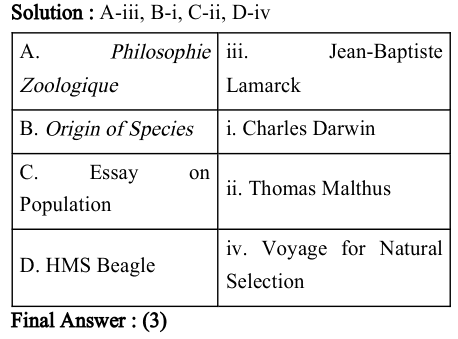 Solution : A-iii, B-i, C-ii, D-iv
A. Philosophie iii. Jean-Baptiste
Zoologique Lamarck
B. Origin of Species i. Charles Darwin
C. Essay on
Population
ii. Thomas Malthus
D. HMS Beagle
iv. Voyage for Natural
Selection
Final Answer : (3)